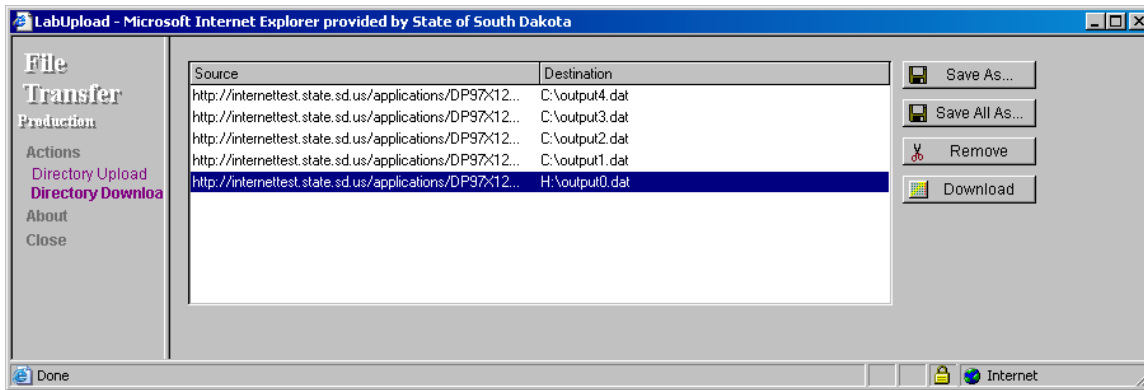 LabUpload - Microsoft Internet Explorer provided by State of South Dakota
File
Transfer
Production
Actions
Directory Upload
Directory Downloa
About
Close
Source Destination
http://internettest.state.sd.us/applications/DP97X12... C:\output4.dat
http://internettest.state.sd.us/applications/DP97X12... C:\output3.dat
http://internettest.state.sd.us/applications/DP97X12... C:\output2.dat
http://internettest.state.sd.us/applications/DP97X12... C:\output1.dat
http://internettest.state.sd.us/applications/DP97X12... H:\output0.dat
Save As...
Save All As...
Remove
Download
Done Internet